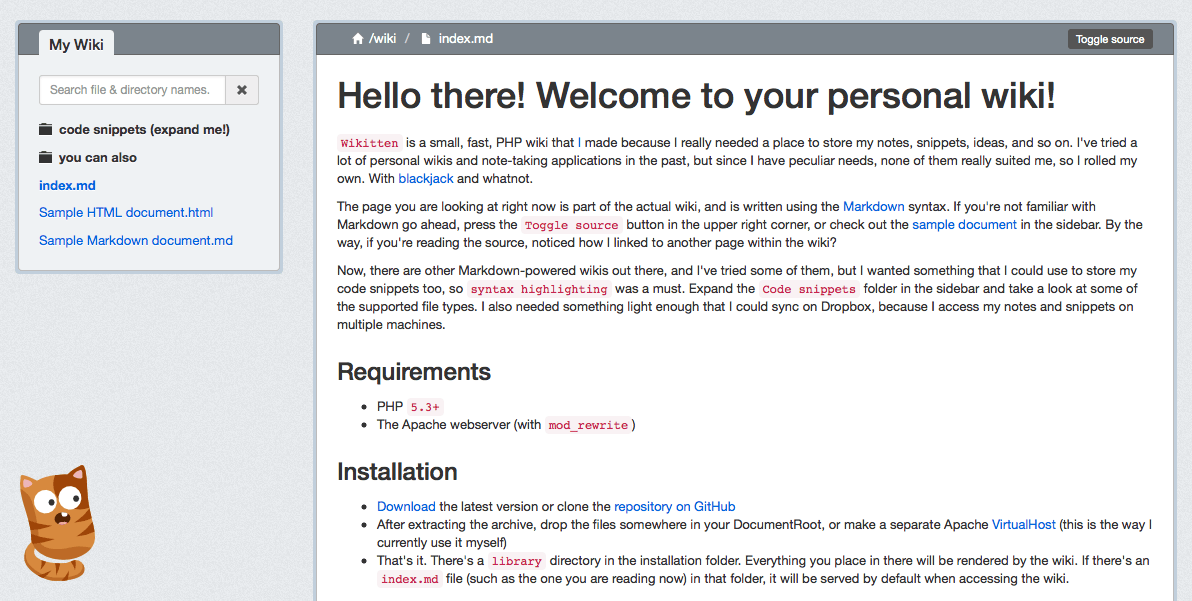 My Wiki
Search file & directory names.
code snippets (expand me!)
you can also
index.md
Sample HTML document.html
Sample Markdown document.md
/wiki / index.md
Toggle source
Hello there! Welcome to your personal wiki!
Wikitten is a small, fast, PHP wiki that I made because I really needed a place to store my notes, snippets, ideas, and so on. I've tried a
lot of personal wikis and note-taking applications in the past, but since I have peculiar needs, none of them really suited me, so I rolled my
own. With blackjack and whatnot.
The page you are looking at right now is part of the actual wiki, and is written using the Markdown syntax. If you're not familiar with
Markdown go ahead, press the Toggle source button in the upper right corner, or check out the sample document in the sidebar. By the
way, if you're reading the source, noticed how I linked to another page within the wiki?
Now, there are other Markdown-powered wikis out there, and I've tried some of them, but I wanted something that I could use to store my
code snippets too, so syntax highlighting was a must. Expand the Code snippets folder in the sidebar and take a look at some of
the supported file types. I also needed something light enough that I could sync on Dropbox, because I access my notes and snippets on
multiple machines.
Requirements
PHP 5.3+
The Apache webserver (with mod_rewrite)
Installation
Download the latest version or clone the repository on GitHub
After extracting the archive, drop the files somewhere in your DocumentRoot, or make a separate Apache VirtualHost (this is the way I
currently use it myself)
That's it. There's a library directory in the installation folder. Everything you place in there will be rendered by the wiki. If there's an
index.md file (such as the one you are reading now) in that folder, it will be served by default when accessing the wiki.